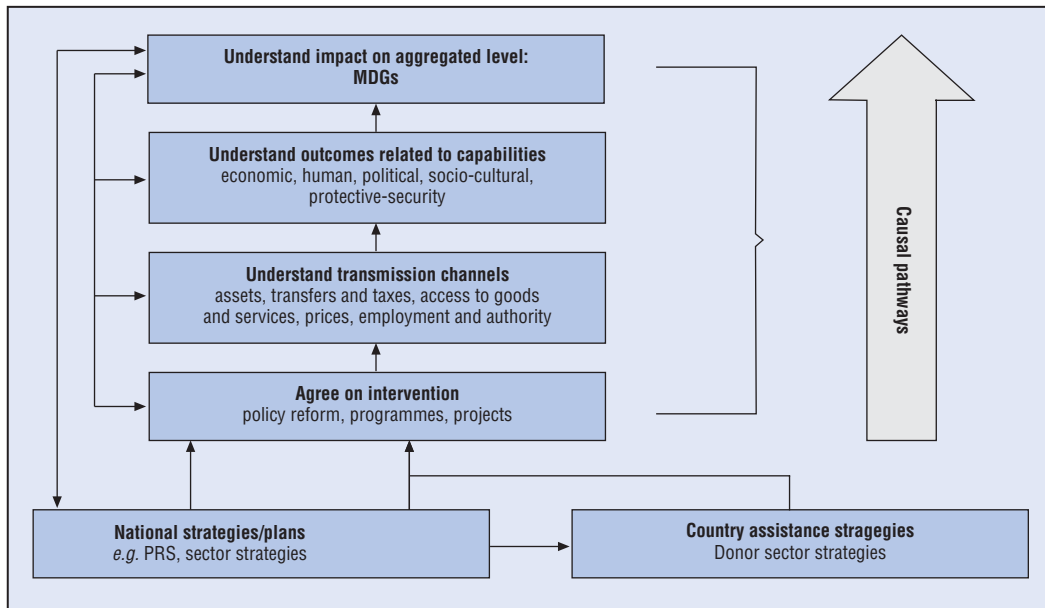 Understand impact on aggregated level:
MDGs
Understand outcomes related to capabilities
economic, human, political, socio-cultural,
protective-security
Understand transmission channels
assets, transfers and taxes, access to goods
and services, prices, employment and authority
Agree on intervention
policy reform, programmes, projects
Causal pathways
National strategies/plans
e.g. PRS, sector strategies
Country assistance stragegies
Donor sector strategies